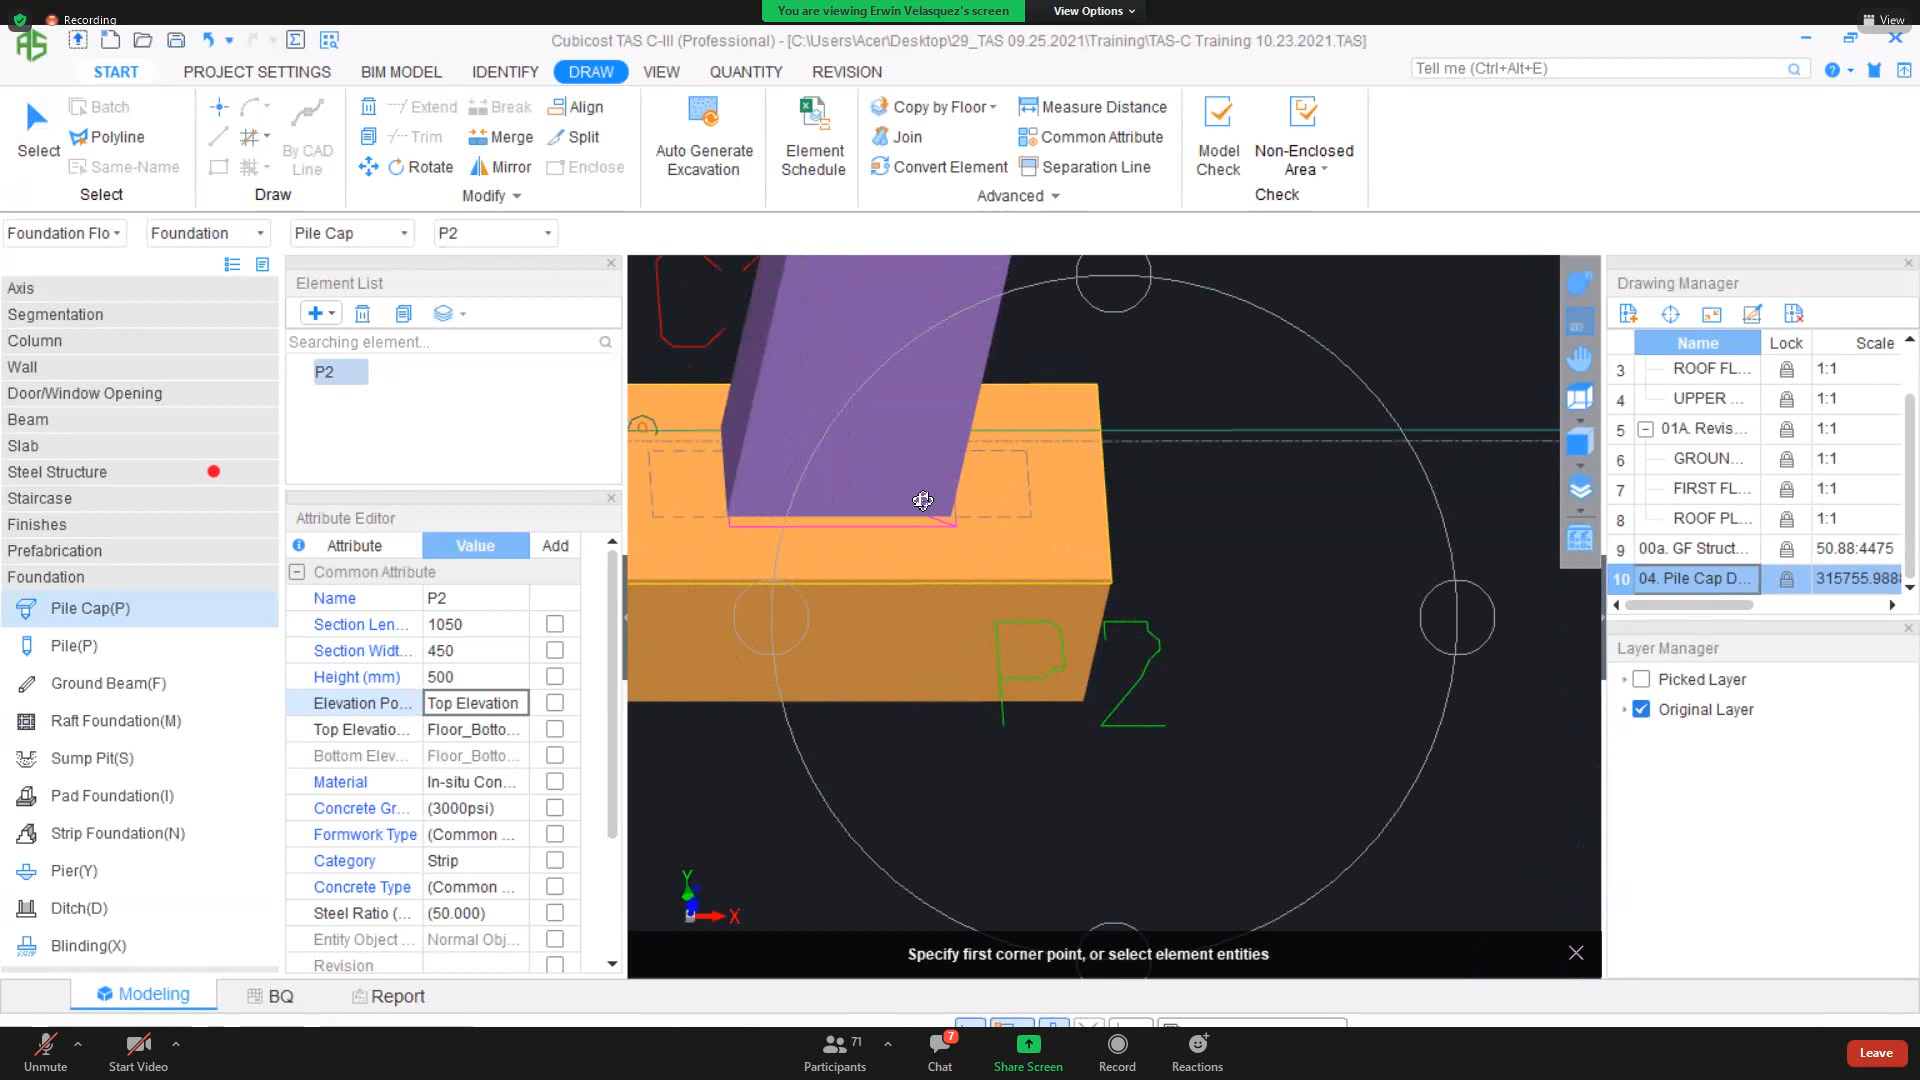 Recording
You are viewing Erwin Velasquez's screen
View Options
View
Cubicost TAS C-III (Professional) - [C:\Users\Acer\Desktop\29_TAS 09.25.2021\Training\TAS-C Training 10.23.2021.TAS]
START
PROJECT SETTINGS
BIM MODEL
IDENTIFY
DRAW
VIEW
QUANTITY
REVISION
Tell me (Ctrl+Alt+E)
Select
Batch
Polyline
Same-Name
Select
By CAD
Line
Draw
Extend
Break
Align
Trim
Merge
Split
Rotate
Mirror
Enclose
Modify
Auto Generate
Excavation
Element
Schedule
Copy by Floor
Measure Distance
Join
Common Attribute
Convert Element
Separation Line
Advanced
Model
Check
Non-Enclosed
Area
Check
Foundation Flo
Foundation
Pile Cap
P2
Axis
Segmentation
Column
Wall
Door/Window Opening
Beam
Slab
Steel Structure
Staircase
Finishes
Prefabrication
Foundation
Pile Cap(P)
Pile(P)
Ground Beam(F)
Raft Foundation(M)
Sump Pit(S)
Pad Foundation(I)
Strip Foundation(N)
Pier(Y)
Ditch(D)
Blinding(X)
Element List
Searching element...
P2
Attribute Editor
Attribute Value Add
Common Attribute
Name P2
Section Len... 1050
Section Widt... 450
Height (mm) 500
Elevation Po... Top Elevation
Top Elevatio... Floor_Botto...
Bottom Elev... Floor_Botto...
Material In-situ Con...
Concrete Gr... (3000psi)
Formwork Type (Common ...
Category Strip
Concrete Type (Common ...
Steel Ratio (... (50.000)
Entity Object ... Normal Obj...
Revision
P2
Y
X
Specify first corner point, or select element entities
Drawing Manager
Name Lock Scale
3 ROOF FL... 1:1
4 UPPER ... 1:1
5 01A. Revis... 1:1
6 GROUN... 1:1
7 FIRST FL... 1:1
8 ROOF PL... 1:1
9 00a. GF Struct... 50.88:4475
10 04. Pile Cap D... 315755.988
Layer Manager
Picked Layer
Original Layer
Modeling
BQ
Report
Unmute
Start Video
71
Participants
7
Chat
Share Screen
Record
Reactions
Leave